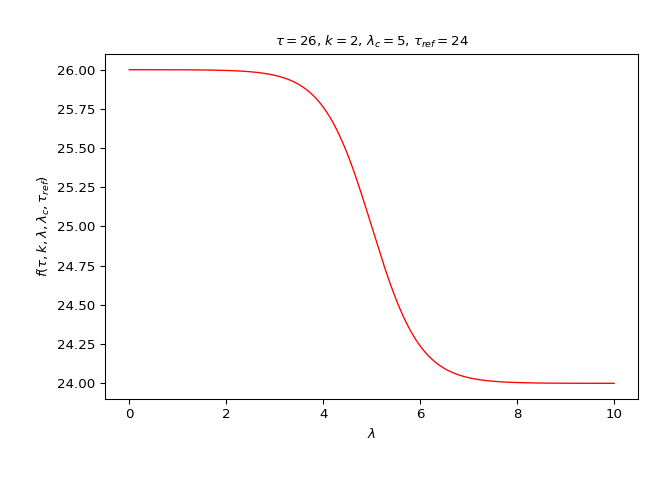 τ = 26, k = 2, λ_c = 5, τ_ref = 24
26.00
25.75
25.50
25.25
25.00
24.75
24.50
24.25
24.00
f(τ, k, λ, λ_c, τ_ref)
0 2 4 6 8 10
λ